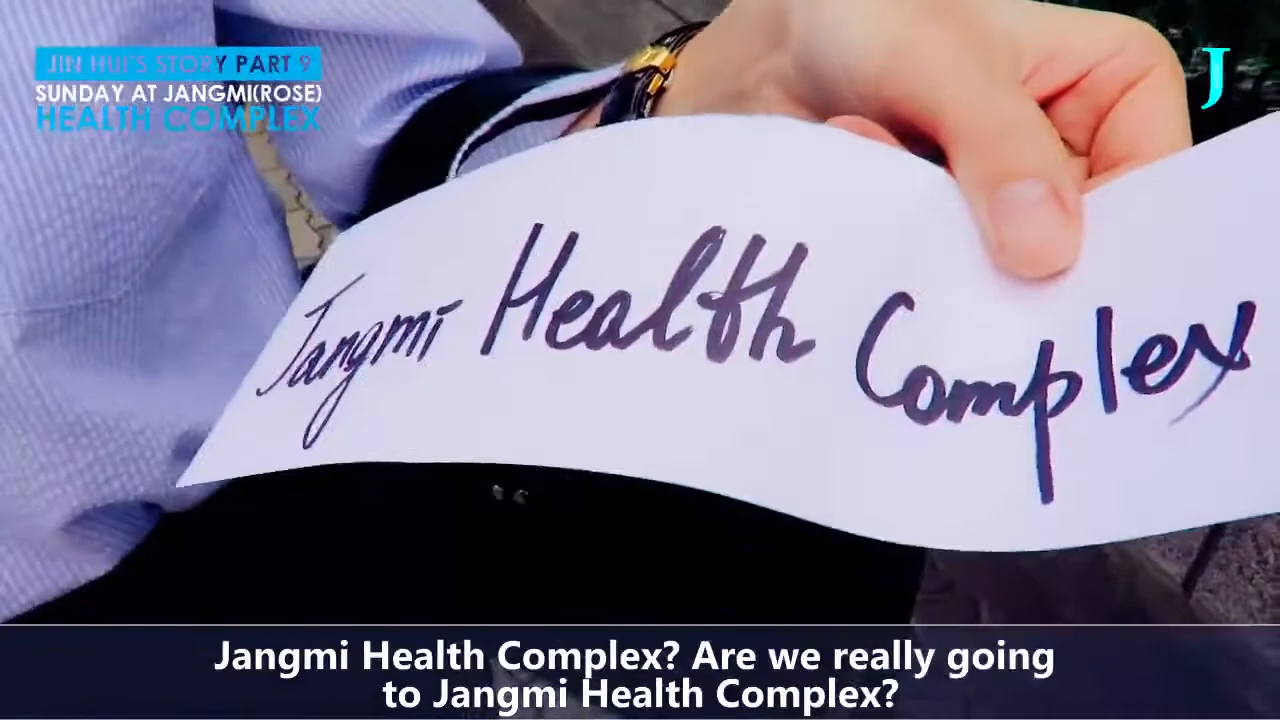 JIN HUI'S STORY PART 9
SUNDAY AT JANGMI(ROSE)
HEALTH COMPLEX
J
Jangmi Health Complex
Jangmi Health Complex? Are we really going
to Jangmi Health Complex?